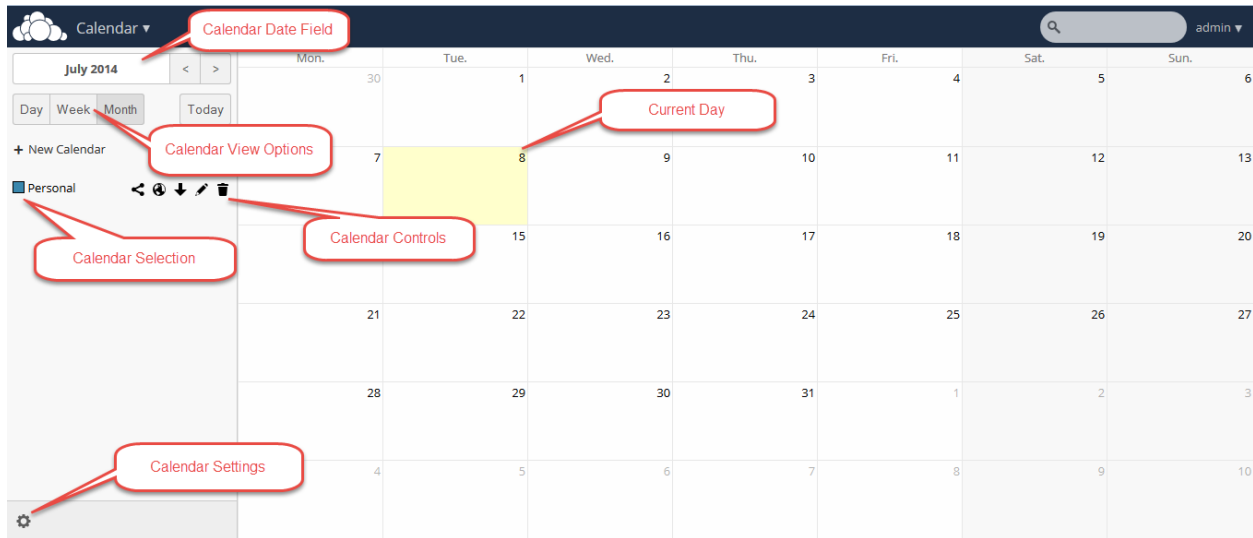 Calendar ▾
Calendar Date Field
admin ▾
July 2014
<
>
Mon.
Tue.
Wed.
Thu.
Fri.
Sat.
Sun.
30
1
2
3
4
5
6
Day
Week
Month
Today
Current Day
+ New Calendar
Calendar View Options
7
8
9
10
11
12
13
Personal
Calendar Controls
15
16
17
18
19
20
Calendar Selection
21
22
23
24
25
26
27
28
29
30
31
1
2
3
Calendar Settings
4
5
6
7
8
9
10